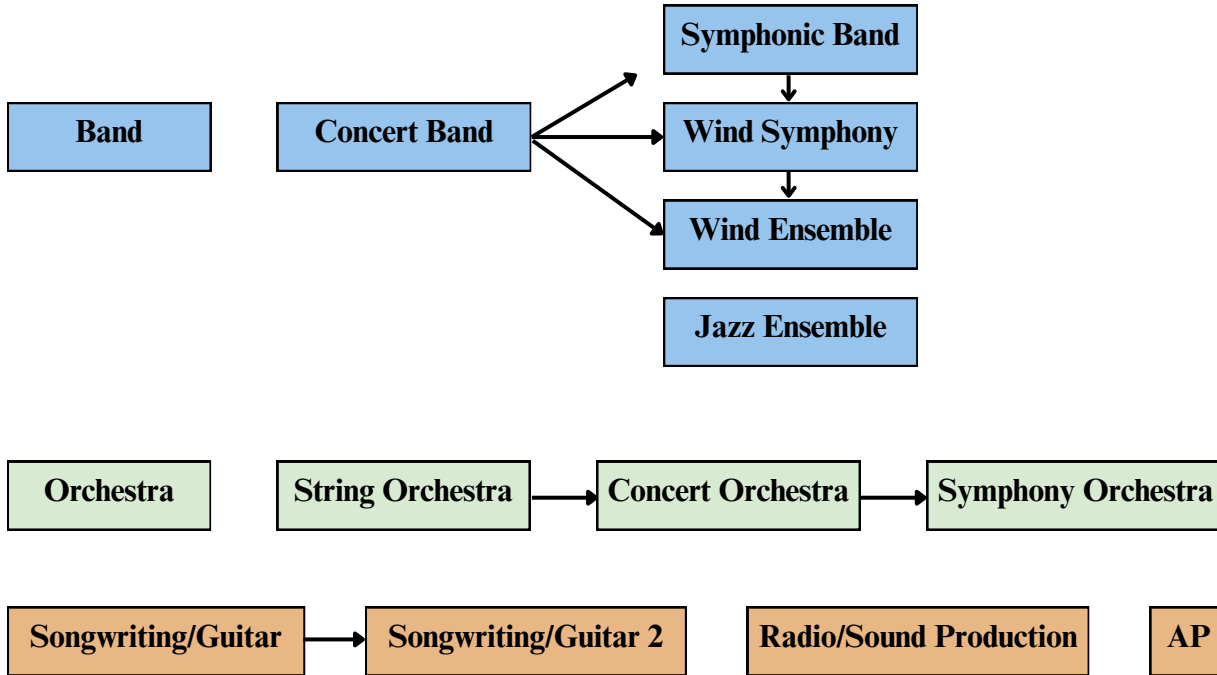 Symphonic Band
Band
Concert Band
Wind Symphony
Wind Ensemble
Jazz Ensemble
Orchestra
String Orchestra
Concert Orchestra
Symphony Orchestra
Songwriting/Guitar
Songwriting/Guitar 2
Radio/Sound Production
AP